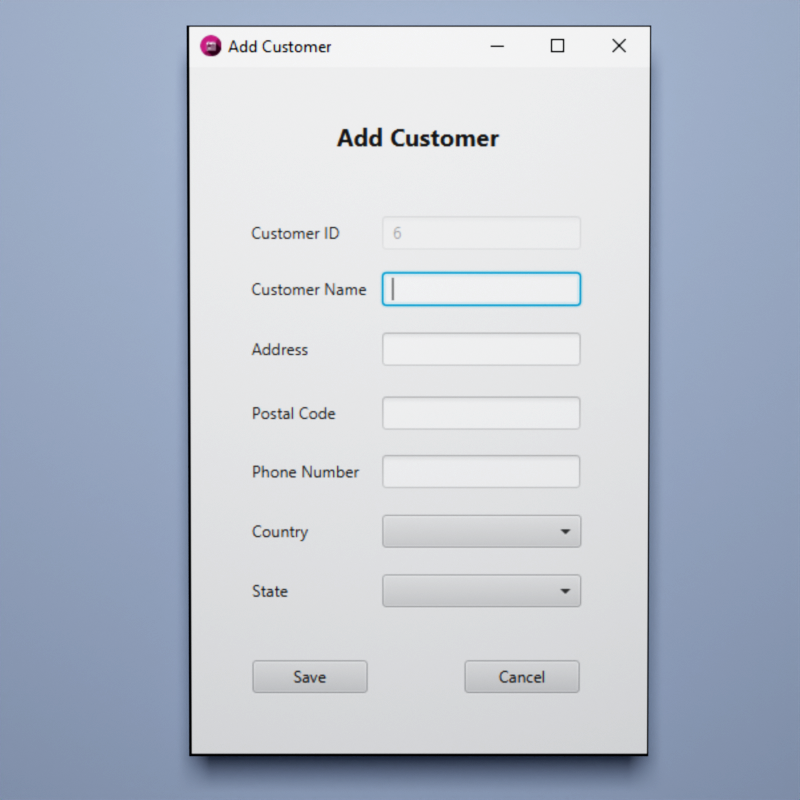 Add Customer
Add Customer
Customer ID 6
Customer Name
Address
Postal Code
Phone Number
Country
State
Save Cancel